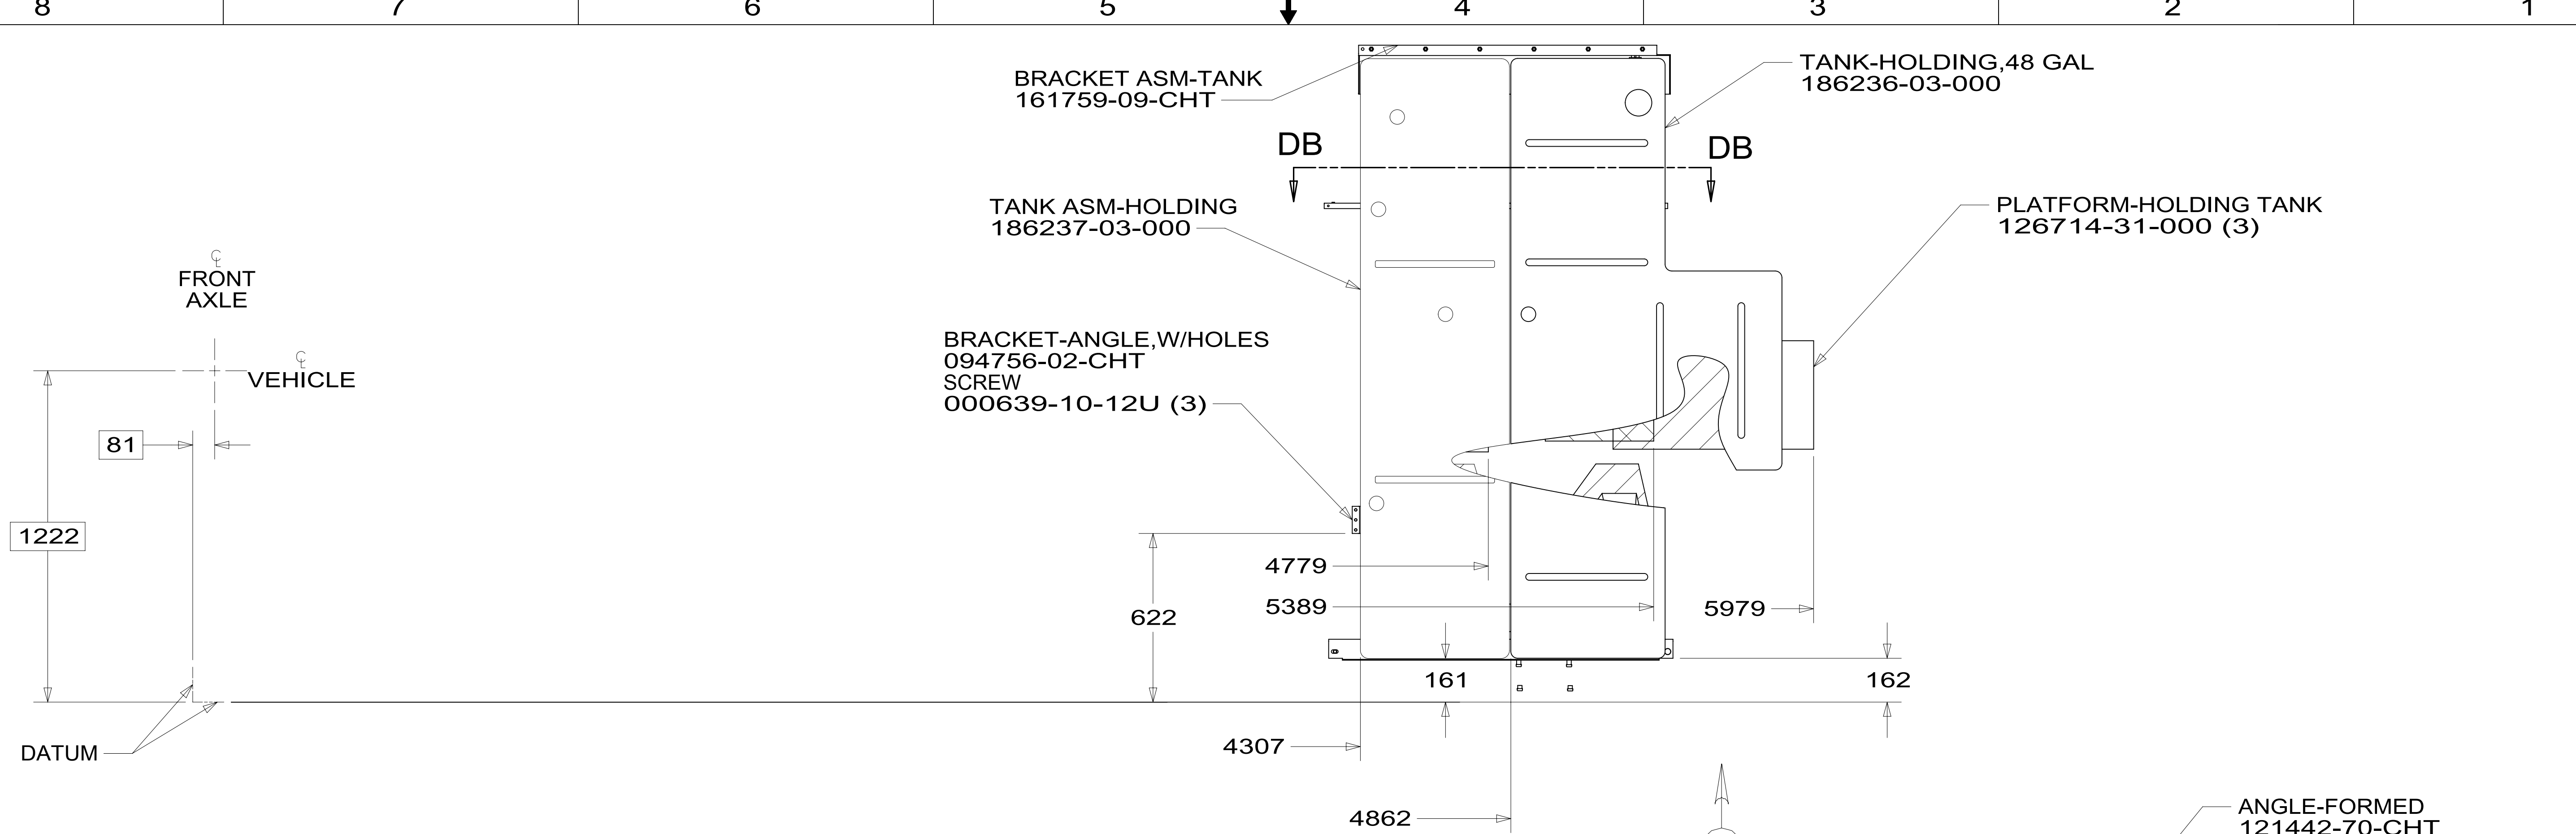 8 7 6 5 4 3 2 1
BRACKET ASM-TANK
161759-09-CHT
TANK-HOLDING,48 GAL
186236-03-000
DB DB
TANK ASM-HOLDING
186237-03-000
PLATFORM-HOLDING TANK
126714-31-000 (3)
℄
FRONT
AXLE
℄
VEHICLE
BRACKET-ANGLE,W/HOLES
094756-02-CHT
SCREW
000639-10-12U (3)
81
1222
4779
5389
5979
622
161
162
DATUM
4307
4862
ANGLE-FORMED
121442-70-CHT